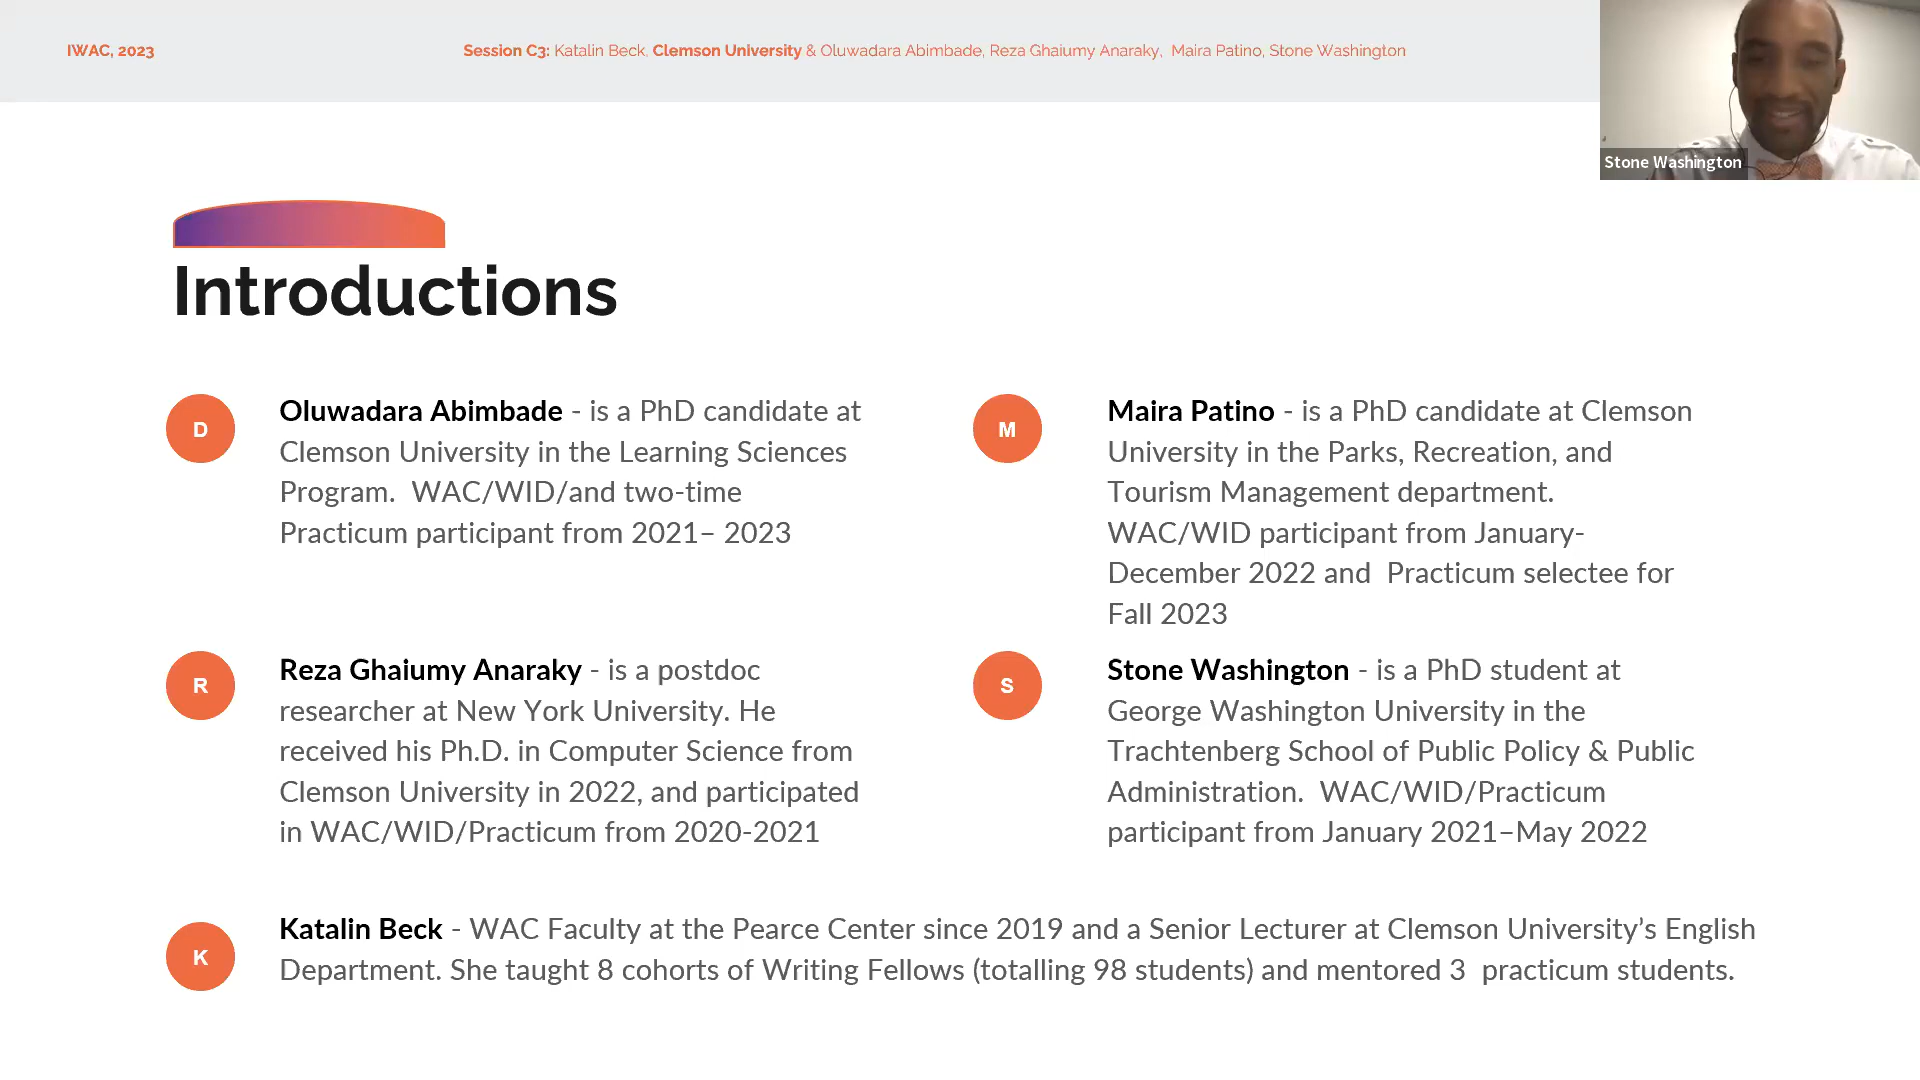 IWAC, 2023
Session C3: Katalin Beck, Clemson University & Oluwadara Abimbade, Reza Ghaiumy Anaraky,  Maira Patino, Stone Washington
Stone Washington
Introductions
D
Oluwadara Abimbade - is a PhD candidate at
Clemson University in the Learning Sciences
Program.  WAC/WID/and two-time
Practicum participant from 2021– 2023
M
Maira Patino - is a PhD candidate at Clemson
University in the Parks, Recreation, and
Tourism Management department.
WAC/WID participant from January-
December 2022 and  Practicum selectee for
Fall 2023
R
Reza Ghaiumy Anaraky - is a postdoc
researcher at New York University. He
received his Ph.D. in Computer Science from
Clemson University in 2022, and participated
in WAC/WID/Practicum from 2020-2021
S
Stone Washington - is a PhD student at
George Washington University in the
Trachtenberg School of Public Policy & Public
Administration.  WAC/WID/Practicum
participant from January 2021–May 2022
K
Katalin Beck - WAC Faculty at the Pearce Center since 2019 and a Senior Lecturer at Clemson University’s English
Department. She taught 8 cohorts of Writing Fellows (totalling 98 students) and mentored 3  practicum students.